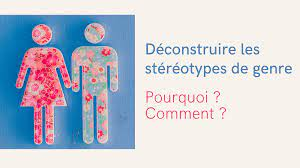 Déconstruire les
stéréotypes de genre
Pourquoi ?
Comment ?